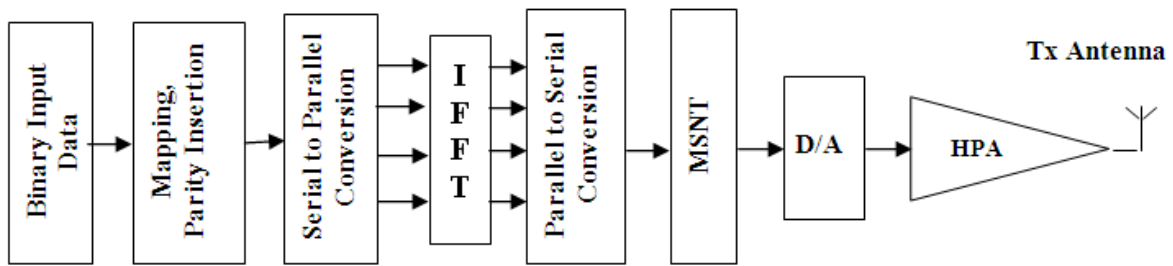 Binary Input
Data
Mapping,
Parity Insertion
Serial to Parallel
Conversion
I
F
F
T
Parallel to Serial
Conversion
MSNT
D/A
HPA
Tx Antenna